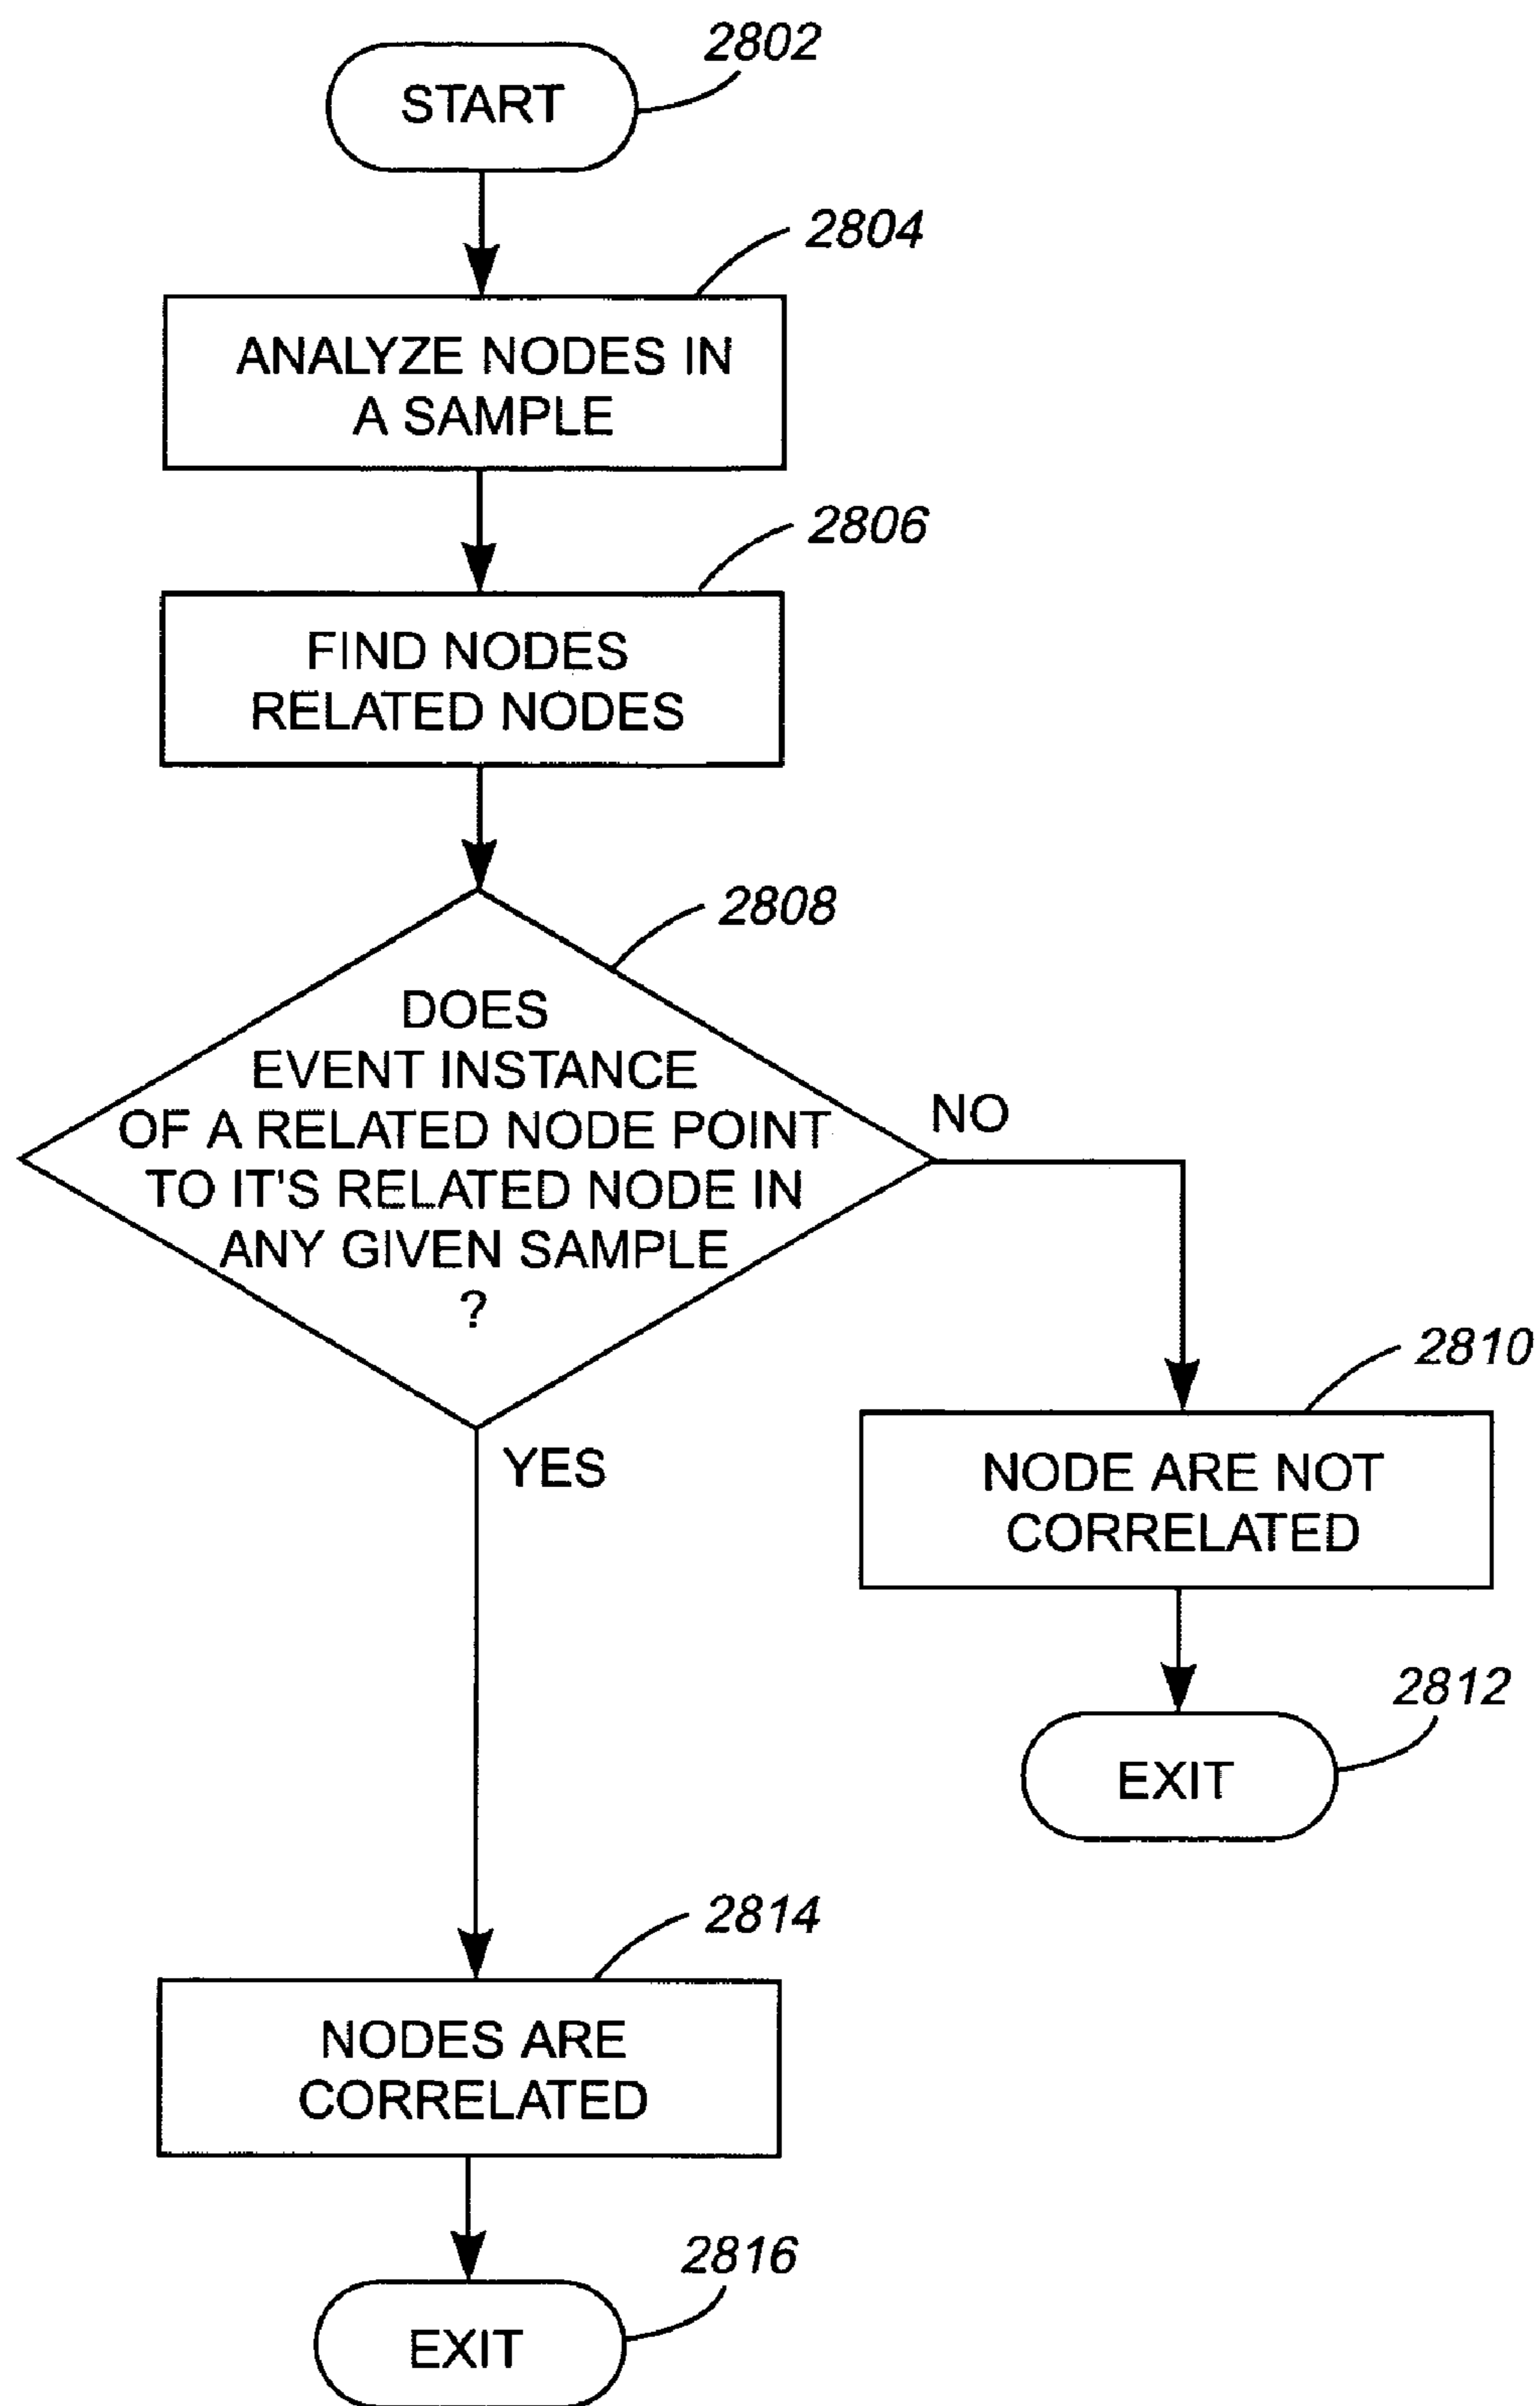 2802
START
2804
ANALYZE NODES IN
A SAMPLE
2806
FIND NODES
RELATED NODES
2808
DOES
EVENT INSTANCE
OF A RELATED NODE POINT
TO IT'S RELATED NODE IN
ANY GIVEN SAMPLE
?
NO
YES
2810
NODE ARE NOT
CORRELATED
2812
EXIT
2814
NODES ARE
CORRELATED
2816
EXIT